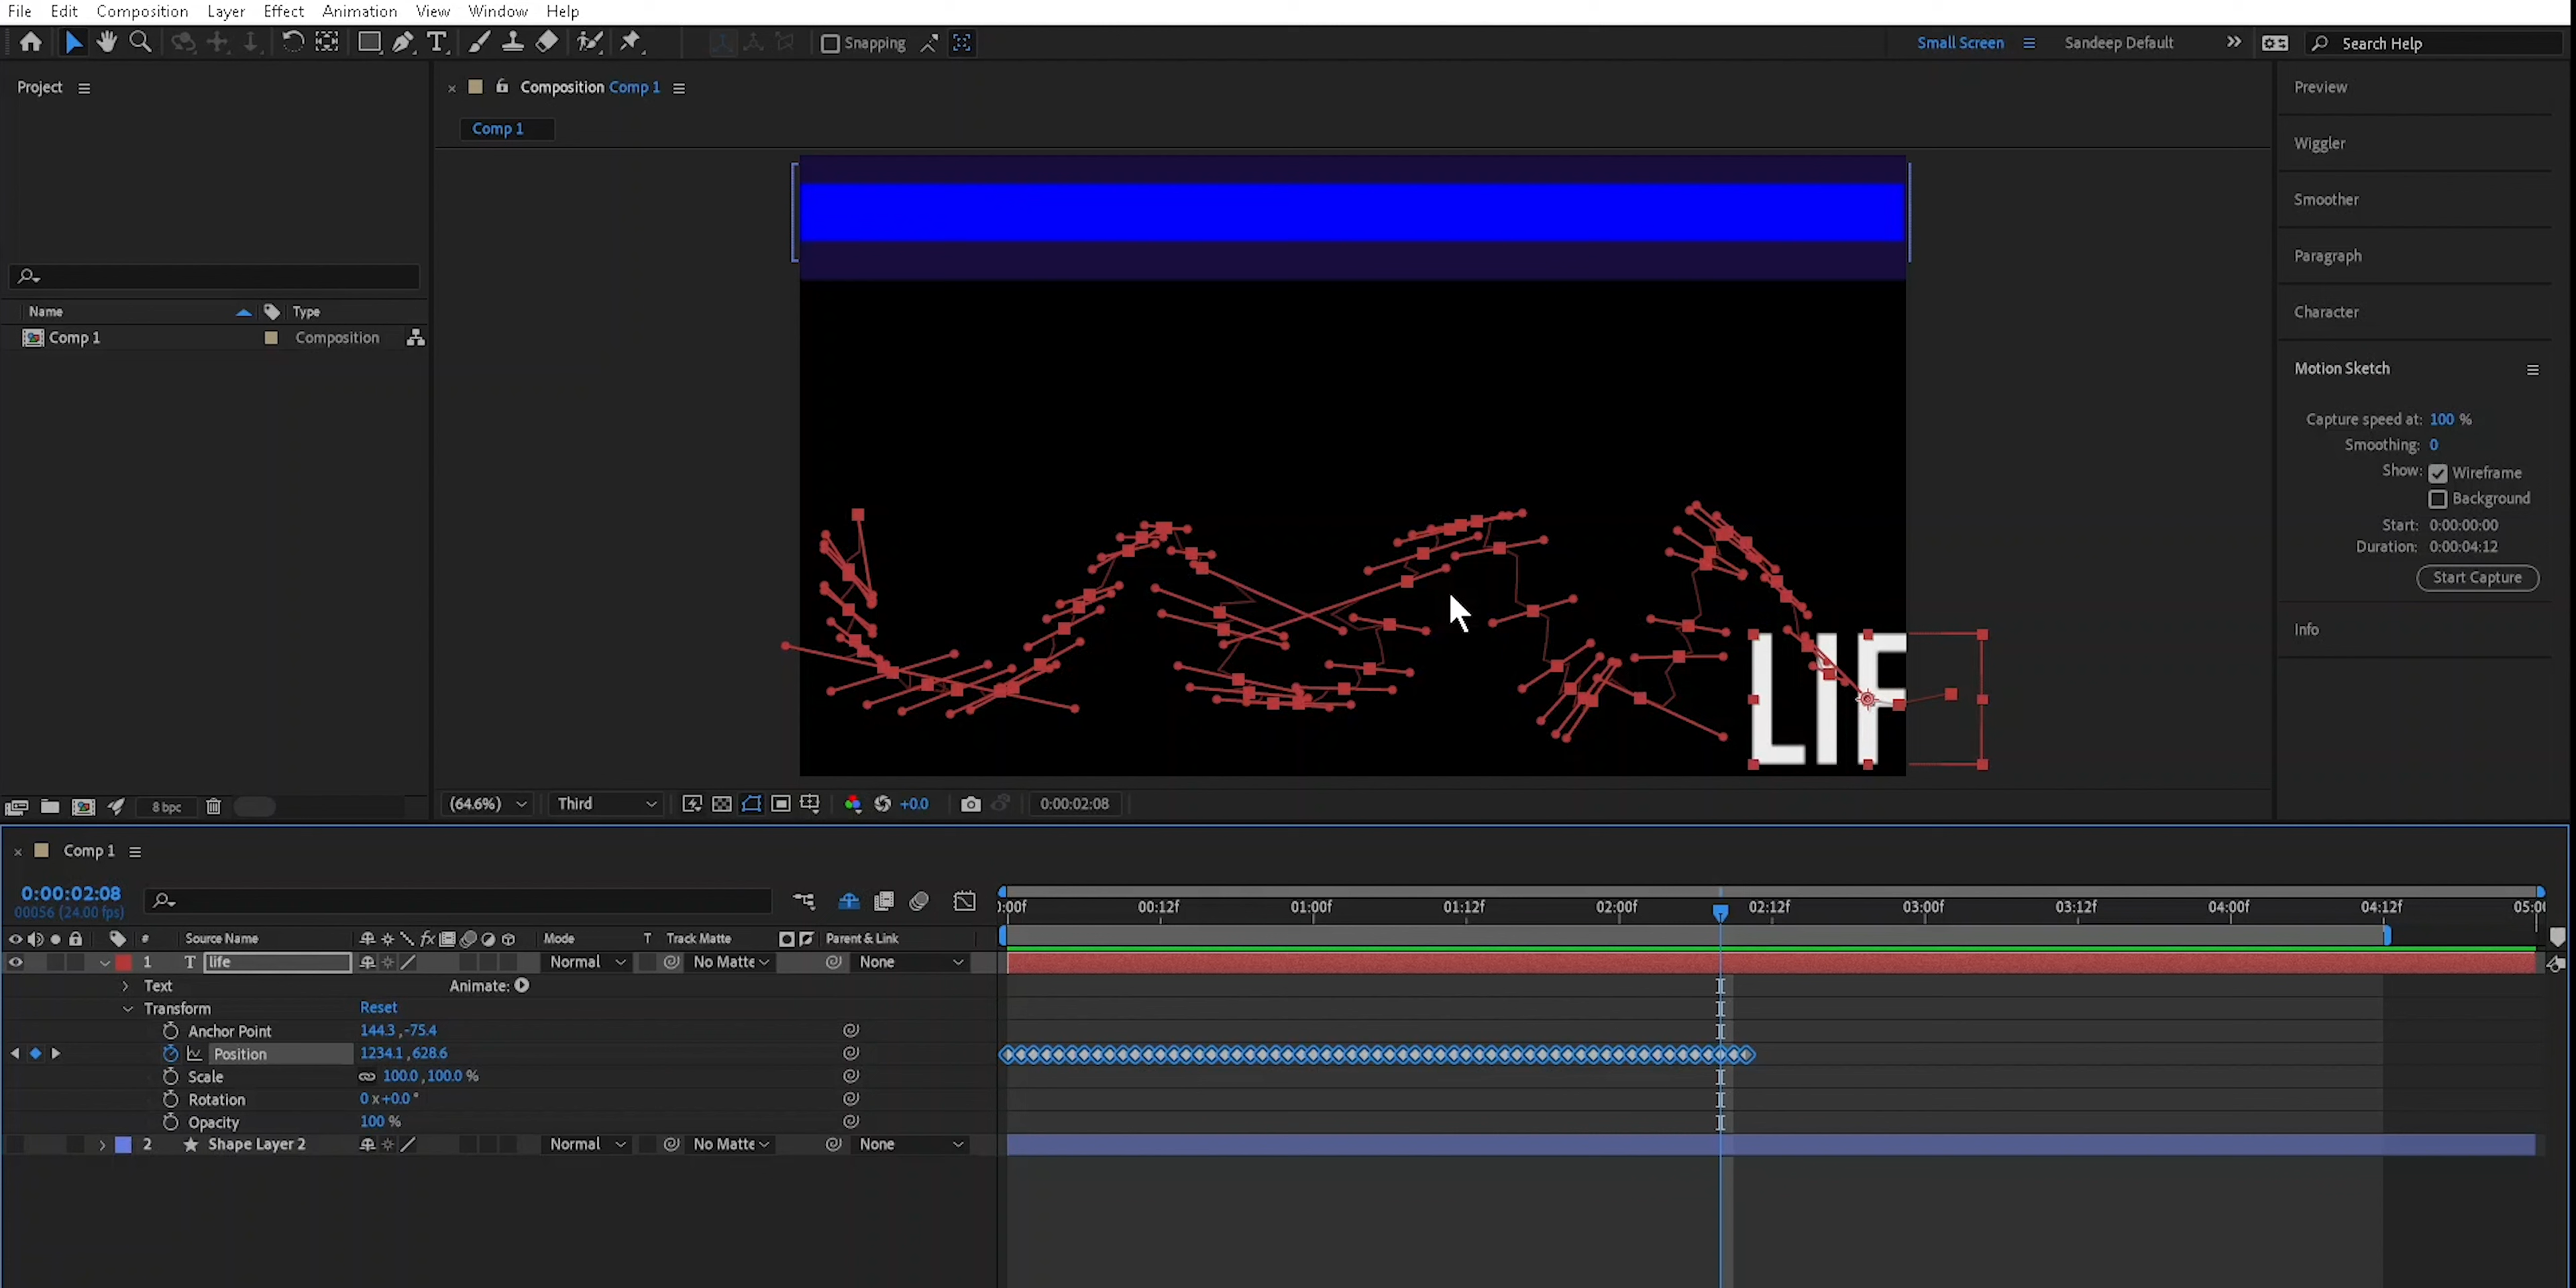 File Edit Composition Layer Effect Animation View Window Help
Snapping Small Screen Sandeep Default Search Help
Project
Composition Comp 1
Comp 1
Name Type
Comp 1 Composition
8 bpc
LIF
(64.6%) Third +0.0 0:00:02:08
Preview
Wiggler
Smoother
Paragraph
Character
Motion Sketch
Capture speed at: 100 %
Smoothing: 0
Show: Wireframe
Background
Start: 0:00:00:00
Duration: 0:00:04:12
Start Capture
Info
Comp 1
0:00:02:08
00056 (24.00 fps)
):00f 00:12f 01:00f 01:12f 02:00f 02:12f 03:00f 03:12f 04:00f 04:12f 05:0
# Source Name fx Mode T Track Matte Parent & Link
1 T life Normal No Matte None
Text Animate:
Transform Reset
Anchor Point 144.3 ,-75.4
Position 1234.1 ,628.6
Scale 100.0 ,100.0 %
Rotation 0 x+0.0 °
Opacity 100 %
2 Shape Layer 2 Normal No Matte None